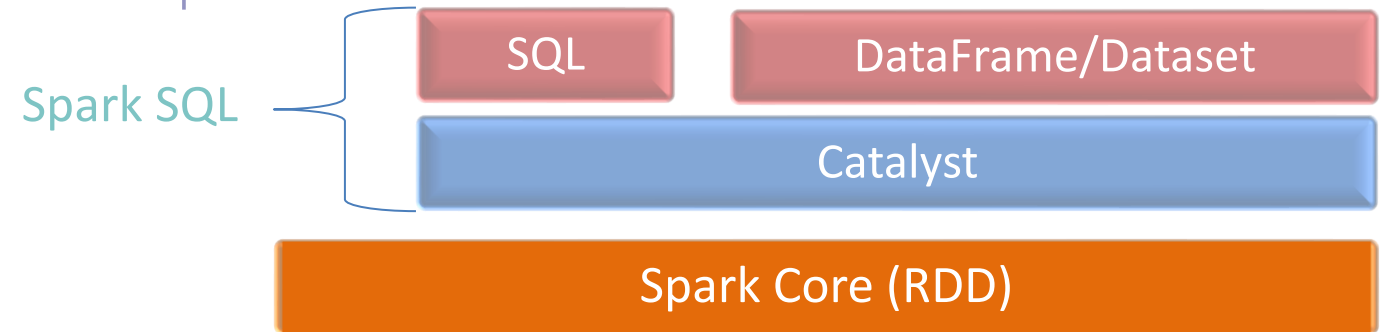 SQL
DataFrame/Dataset
Spark SQL
Catalyst
Spark Core (RDD)